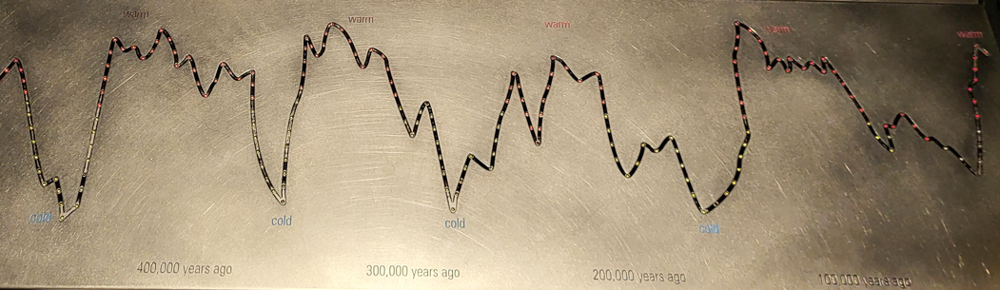 warm
warm
warm
warm
warm
cold
cold
cold
cold
400,000 years ago
300,000 years ago
200,000 years ago
100,000 years ago